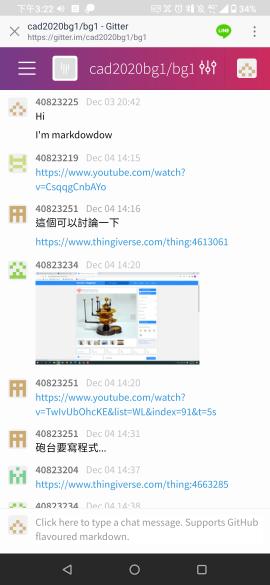 下午3:22
34%
cad2020bg1/bg1 - Gitter
https://gitter.im/cad2020bg1/bg1
LINE
cad2020bg1/bg1
40823225 Dec 03 20:42
Hi
I'm markdowdow
40823219 Dec 04 14:15
https://www.youtube.com/watch?
v=CsqqgCnbAYo
40823251 Dec 04 14:16
這個可以討論一下
https://www.thingiverse.com/thing:4613061
40823234 Dec 04 14:20
40823251 Dec 04 14:20
https://www.youtube.com/watch?
v=TwIvUbOhcKE&list=WL&index=91&t=5s
40823251 Dec 04 14:31
砲台要寫程式...
40823204 Dec 04 14:37
https://www.thingiverse.com/thing:4663285
40823234 Dec 04 14:38
Click here to type a chat message. Supports GitHub
flavoured markdown.